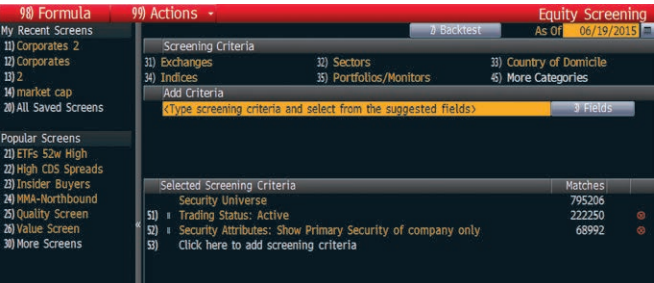 98) Formula 99) Actions Equity Screening
My Recent Screens
11) Corporates 2
12) Corporates
13) 2
14) market cap
20) All Saved Screens
Popular Screens
21) ETFs 52w High
22) High CDS Spreads
23) Insider Buyers
24) MMA-Northbound
25) Quality Screen
26) Value Screen
30) More Screens
2) Backtest As Of 06/19/2015
Screening Criteria
31) Exchanges 32) Sectors 33) Country of Domicile
34) Indices 35) Portfolios/Monitors 45) More Categories
Add Criteria
<Type screening criteria and select from the suggested fields> 3) Fields
Selected Screening Criteria Matches
Security Universe 795206
51) Trading Status: Active 222250
52) Security Attributes: Show Primary Security of company only 68992
53) Click here to add screening criteria